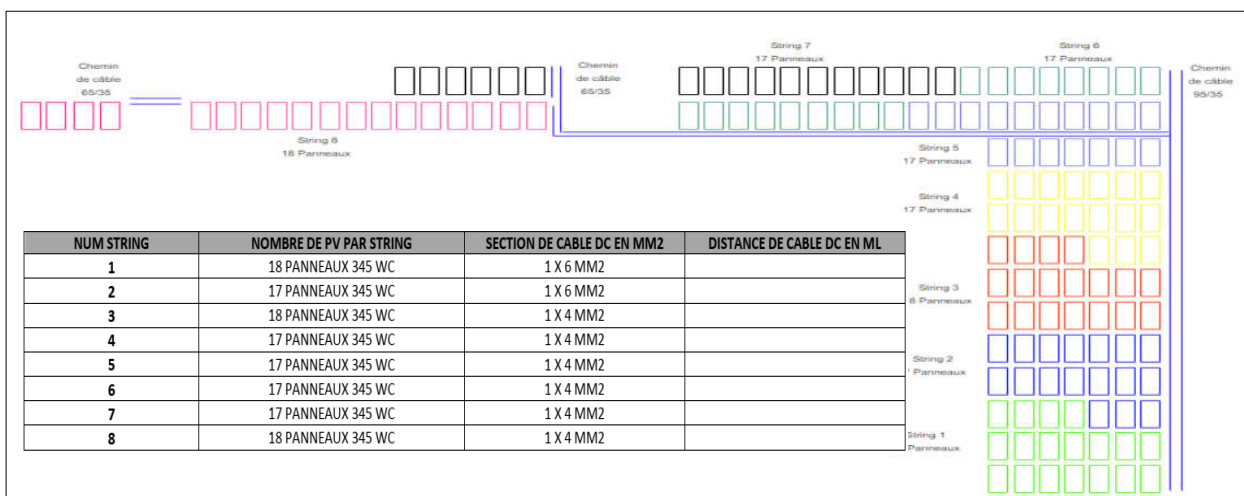 String 7
17 Panneaux
String 6
17 Panneaux
Chemin
de câble
65/35
Chemin
de câble
65/35
Chemin
de câble
95/35
String 8
18 Panneaux
String 5
17 Panneaux
String 4
17 Panneaux
String 3
8 Panneaux
String 2
Panneaux
String 1
Panneaux
NUM STRING NOMBRE DE PV PAR STRING SECTION DE CABLE DC EN MM2 DISTANCE DE CABLE DC EN ML
1 18 PANNEAUX 345 WC 1 X 6 MM2
2 17 PANNEAUX 345 WC 1 X 6 MM2
3 18 PANNEAUX 345 WC 1 X 4 MM2
4 17 PANNEAUX 345 WC 1 X 4 MM2
5 17 PANNEAUX 345 WC 1 X 4 MM2
6 17 PANNEAUX 345 WC 1 X 4 MM2
7 17 PANNEAUX 345 WC 1 X 4 MM2
8 18 PANNEAUX 345 WC 1 X 4 MM2